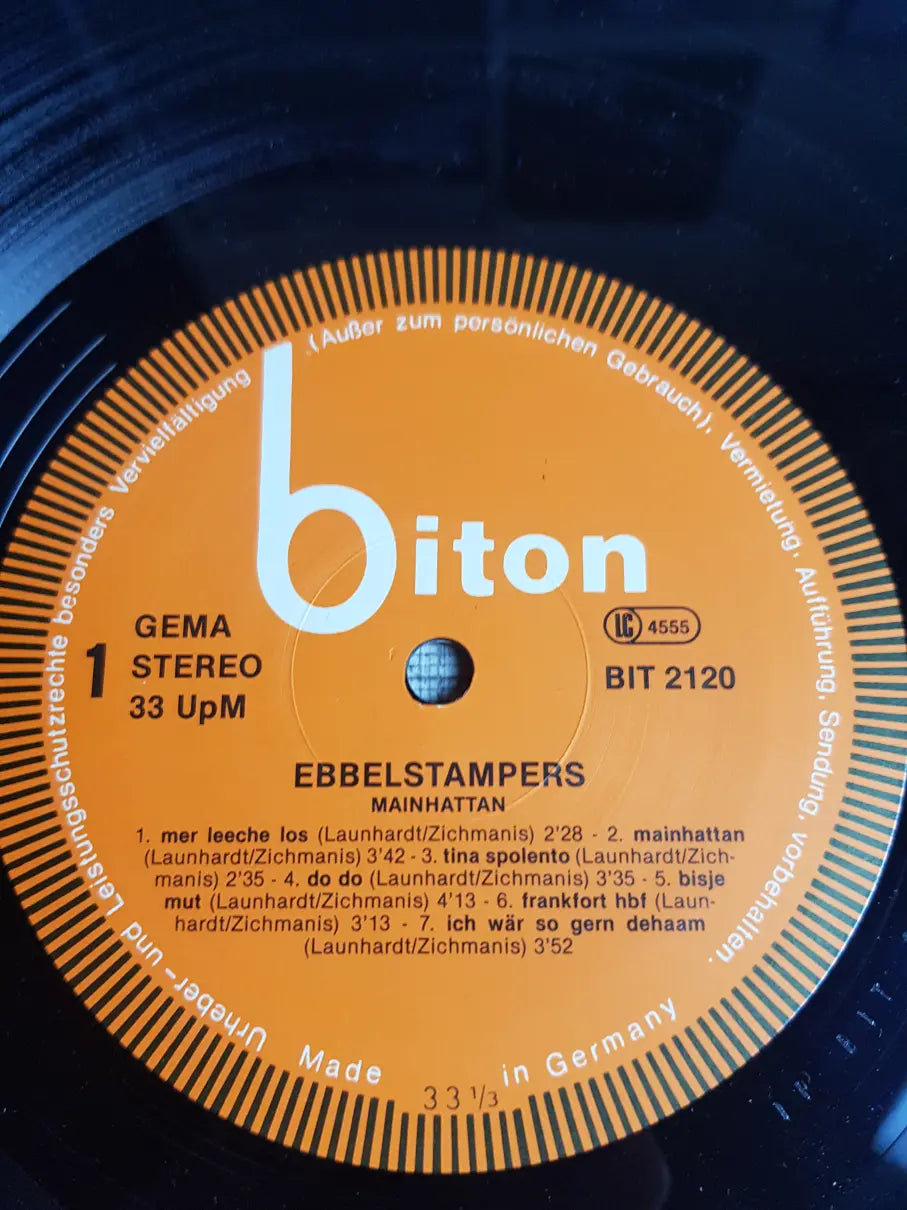 Urheber- und Leistungsschutzrechte besonders Vervielfältigung (Außer zum persönlichen Gebrauch), Vermietung, Aufführung, Sendung, vorbehalten.
biton
GEMA
1 STEREO
33 UpM
LC 4555
BIT 2120
EBBELSTAMPERS
MAINHATTAN
1. mer leeche los (Launhardt/Zichmanis) 2'28 - 2. mainhattan
(Launhardt/Zichmanis) 3'42 - 3. tina spolento (Launhardt/Zich-
manis) 2'35 - 4. do do (Launhardt/Zichmanis) 3'35 - 5. bisje
mut (Launhardt/Zichmanis) 4'13 - 6. frankfort hbf (Laun-
hardt/Zichmanis) 3'13 - 7. ich wär so gern dehaam
(Launhardt/Zichmanis) 3'52
Made in Germany
33 1/3